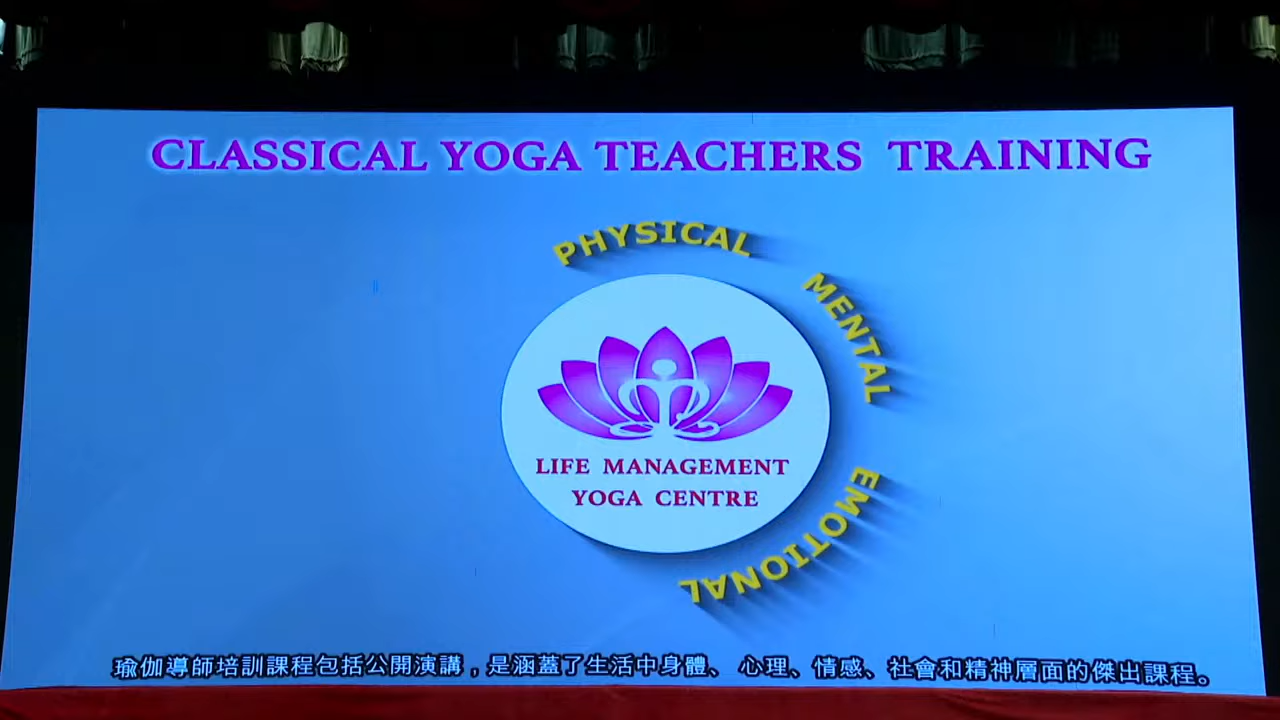 CLASSICAL YOGA TEACHERS TRAINING
PHYSICAL
MENTAL
EMOTIONAL
LIFE MANAGEMENT
YOGA CENTRE
瑜伽導師培訓課程包括公開演講，是涵蓋了生活中身體、 心理、情感、社會和精神層面的傑出課程。